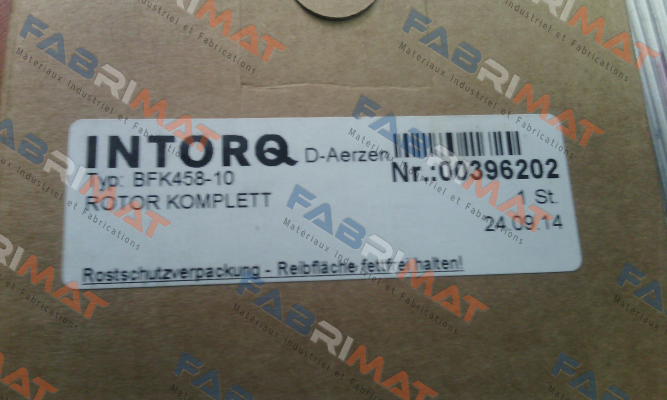 INTORQ D-Aerzen
Typ: BFK458-10
Nr.:00396202
ROTOR KOMPLETT
1 St.
24.09.14
Rostschutzverpackung - Reibfläche fettfrei halten!
FABRIMAT
Materiaux Industriel et Fabrications